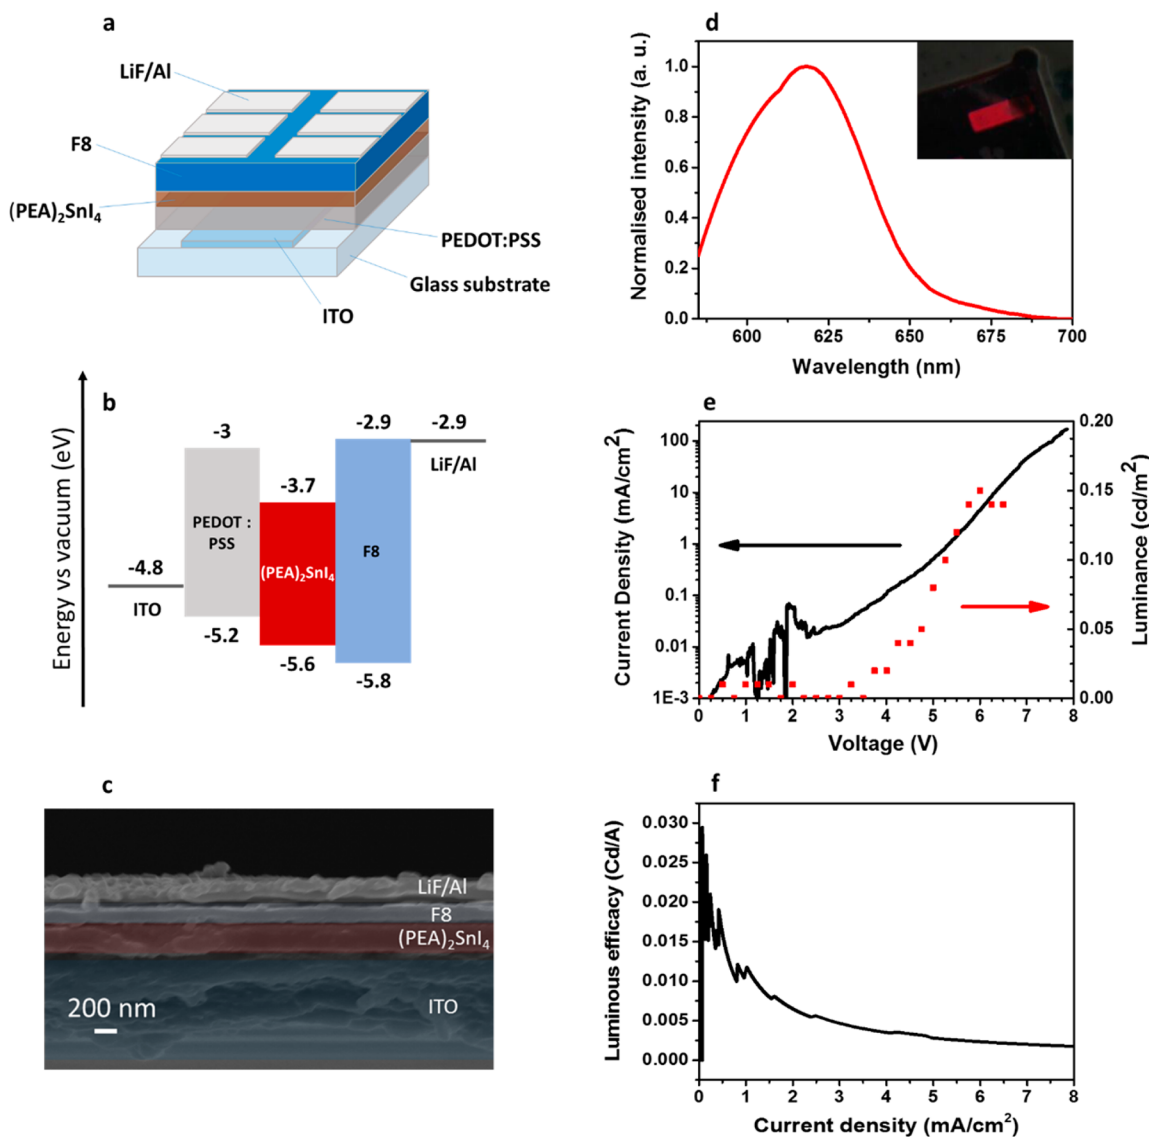 a
LiF/Al
F8
(PEA)₂SnI₄
PEDOT:PSS
Glass substrate
ITO
b
Energy vs vacuum (eV)
-3
-2.9
-2.9
LiF/Al
-3.7
PEDOT :
PSS
F8
(PEA)₂SnI₄
-4.8
ITO
-5.2
-5.6
-5.8
c
LiF/Al
F8
(PEA)₂SnI₄
ITO
200 nm
d
Normalised intensity (a. u.)
1.0
0.8
0.6
0.4
0.2
0.0
600
625
650
675
700
Wavelength (nm)
e
Current Density (mA/cm²)
100
10
1
0.1
0.01
1E-3
0.20
0.15
0.10
0.05
0.00
Luminance (cd/m²)
0
1
2
3
4
5
6
7
8
Voltage (V)
f
Luminous efficacy (Cd/A)
0.030
0.025
0.020
0.015
0.010
0.005
0.000
0
1
2
3
4
5
6
7
8
Current density (mA/cm²)